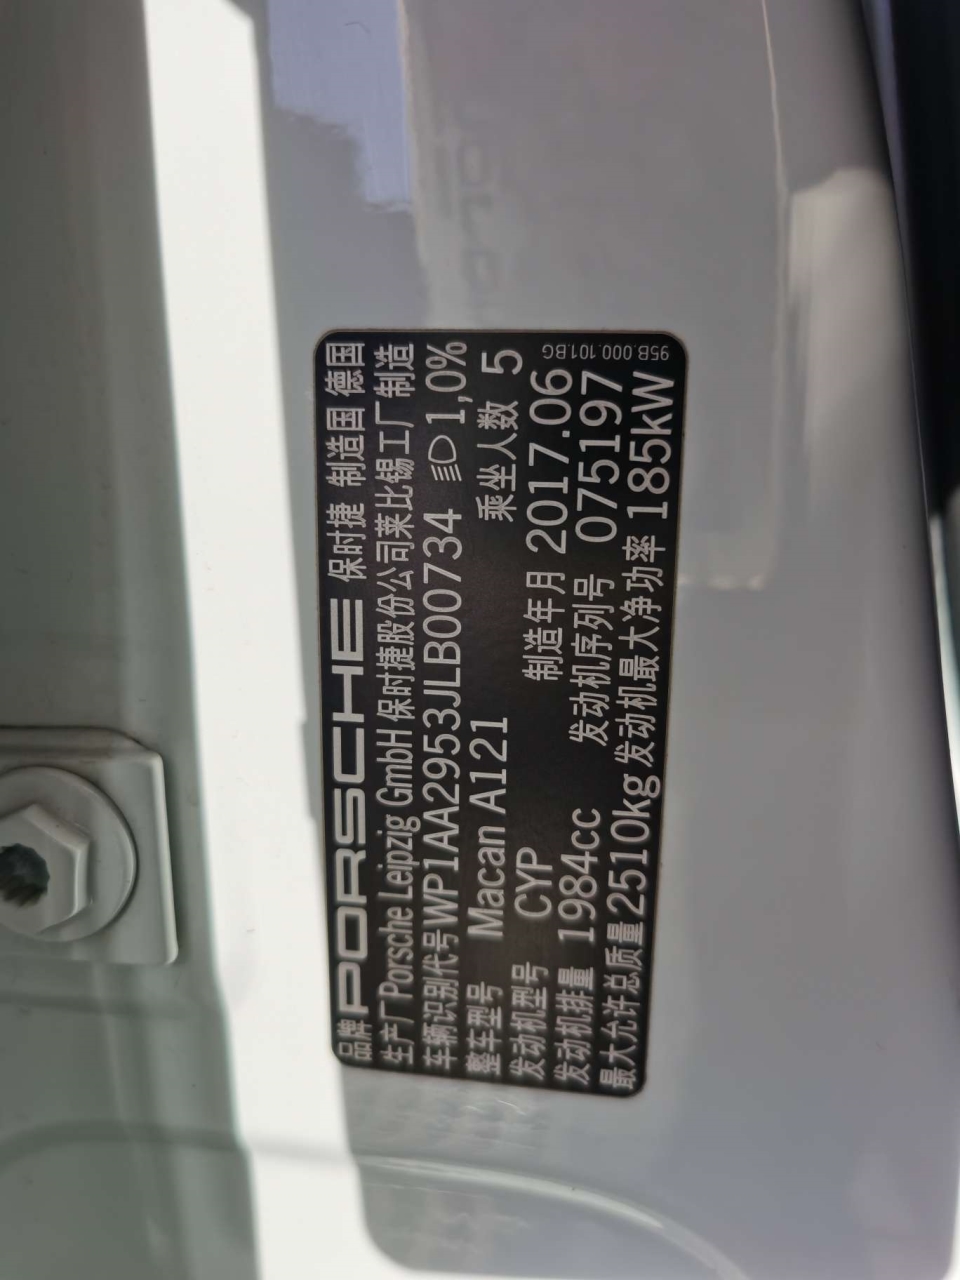 品牌 PORSCHE 保时捷 制造国 德国
生产厂 Porsche Leipzig GmbH 保时捷股份公司莱比锡工厂制造
车辆识别代号 WP1AA2953JLB00734 1,0%
整车型号 Macan A121 乘坐人数 5
发动机型号 CYP 制造年月 2017.06
发动机排量 1984cc 发动机序列号 075197
最大允许总质量 2510kg 发动机最大净功率 185kW
95B.000.101.BG